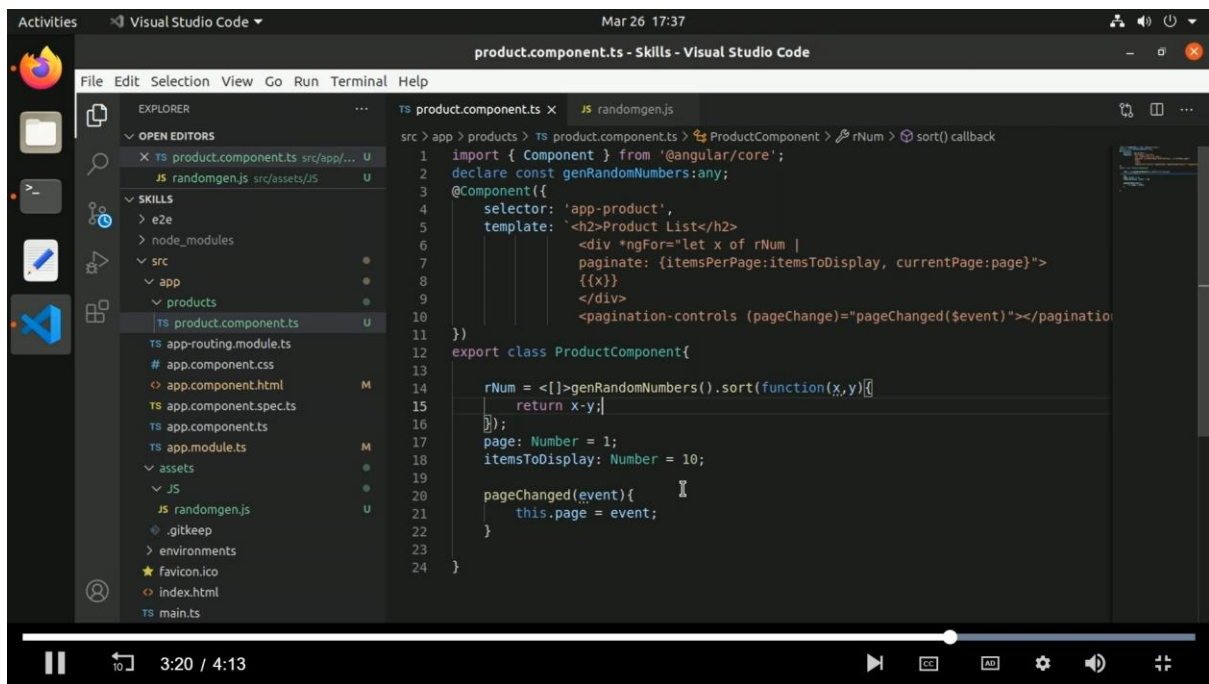 Activities
Visual Studio Code
Mar 26 17:37
product.component.ts - Skills - Visual Studio Code
File Edit Selection View Go Run Terminal Help
EXPLORER
OPEN EDITORS
TS product.component.ts src/app/... U
JS randomgen.js src/assets/JS U
SKILLS
e2e
node_modules
src
app
products
TS product.component.ts U
TS app-routing.module.ts
# app.component.css
<> app.component.html M
TS app.component.spec.ts
TS app.component.ts
TS app.module.ts M
assets
JS
JS randomgen.js U
.gitkeep
environments
favicon.ico
<> index.html
TS main.ts
TS product.component.ts JS randomgen.js
src > app > products > TS product.component.ts > ProductComponent > rNum > sort() callback
1 import { Component } from '@angular/core';
2 declare const genRandomNumbers:any;
3 @Component({
4 selector: 'app-product',
5 template: `<h2>Product List</h2>
6 <div *ngFor="let x of rNum |
7 paginate: {itemsPerPage:itemsToDisplay, currentPage:page}">
8 {{x}}
9 </div>
10 <pagination-controls (pageChange)="pageChanged($event)"></paginatio
11 })
12 export class ProductComponent{
13
14 rNum = <[]>genRandomNumbers().sort(function(x,y){
15 return x-y;
16 });
17 page: Number = 1;
18 itemsToDisplay: Number = 10;
19
20 pageChanged(event){
21 this.page = event;
22 }
23
24 }
10
3:20 / 4:13
CC
AD